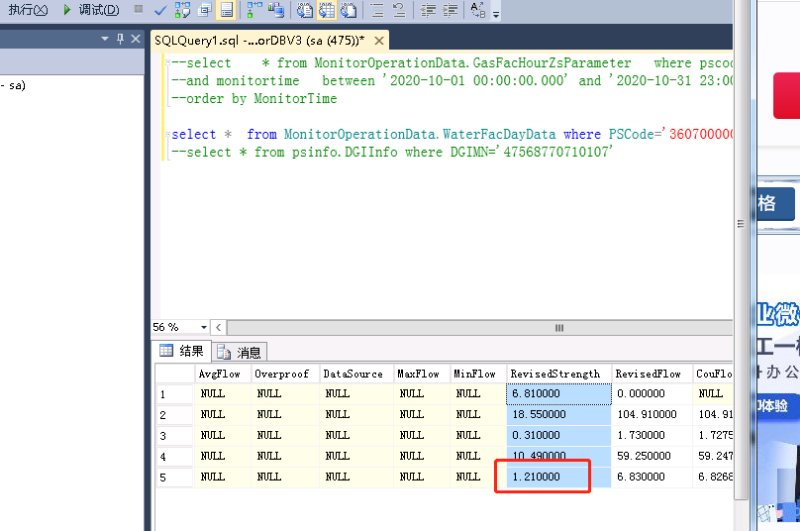 执行(X) 调试(D)
SQLQuery1.sql -...orDBV3 (sa (475))*
- sa)
--select * from MonitorOperationData.GasFacHourZsParameter where pscod
--and monitortime between '2020-10-01 00:00:00.000' and '2020-10-31 23:00
--order by MonitorTime
select * from MonitorOperationData.WaterFacDayData where PSCode='360700000
--select * from psinfo.DGIInfo where DGIMN='47568770710107'
格
56 %
结果 消息
AvgFlow Overproof DataSource MaxFlow MinFlow RevisedStrength RevisedFlow CouFlo
1 NULL NULL NULL NULL NULL 6.810000 0.000000 NULL
2 NULL NULL NULL NULL NULL 18.550000 104.910000 104.91
3 NULL NULL NULL NULL NULL 0.310000 1.730000 1.7275
4 NULL NULL NULL NULL NULL 10.490000 59.250000 59.247
5 NULL NULL NULL NULL NULL 1.210000 6.830000 6.8268
业微
工一
办公
体验